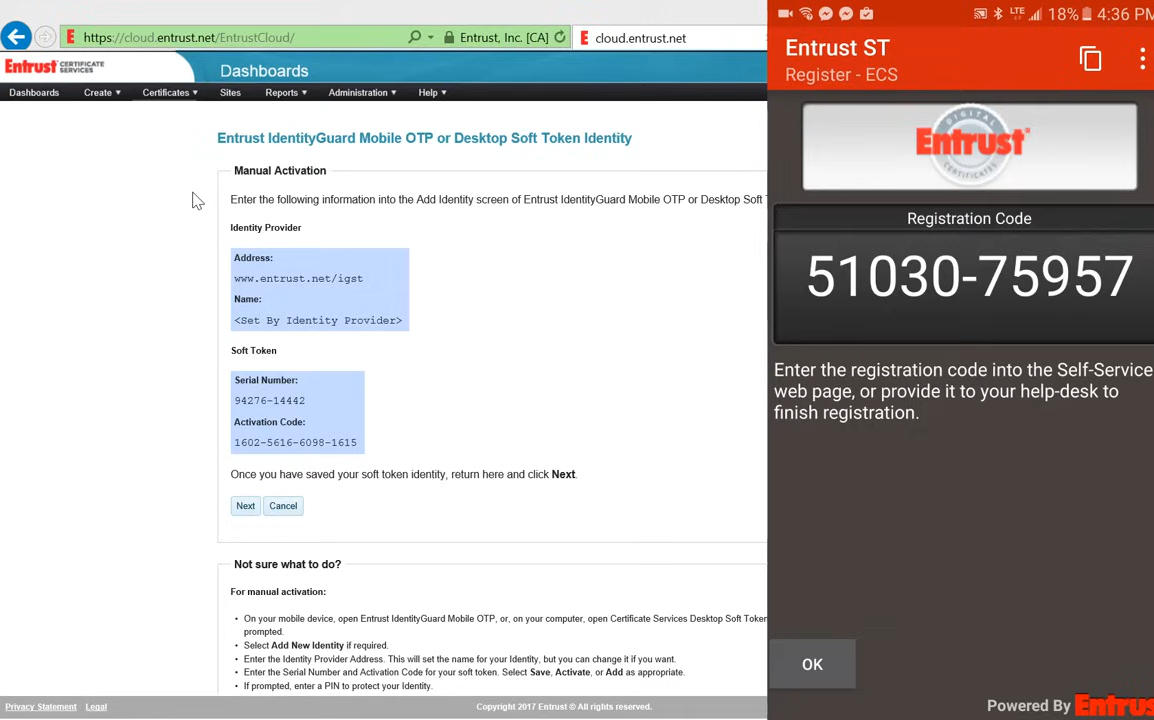 https://cloud.entrust.net/EntrustCloud/
Entrust, Inc. [CA]
cloud.entrust.net
Entrust CERTIFICATE SERVICES
Dashboards
Dashboards Create Certificates Sites Reports Administration Help
Entrust IdentityGuard Mobile OTP or Desktop Soft Token Identity
Manual Activation
Enter the following information into the Add Identity screen of Entrust IdentityGuard Mobile OTP or Desktop Soft T
Identity Provider
Address:
www.entrust.net/igst
Name:
<Set By Identity Provider>
Soft Token
Serial Number:
94276-14442
Activation Code:
1602-5616-6098-1615
Once you have saved your soft token identity, return here and click Next.
Next Cancel
Not sure what to do?
For manual activation:
• On your mobile device, open Entrust IdentityGuard Mobile OTP, or, on your computer, open Certificate Services Desktop Soft Token
prompted.
• Select Add New Identity if required.
• Enter the Identity Provider Address. This will set the name for your Identity, but you can change it if you want.
• Enter the Serial Number and Activation Code for your soft token. Select Save, Activate, or Add as appropriate.
• If prompted, enter a PIN to protect your Identity.
Privacy Statement Legal
Copyright 2017 Entrust ® All rights reserved.
LTE 18% 4:36 PM
Entrust ST
Register - ECS
DIGITAL
Entrust
CERTIFICATES
Registration Code
51030-75957
Enter the registration code into the Self-Service
web page, or provide it to your help-desk to
finish registration.
OK
Powered By Entrus